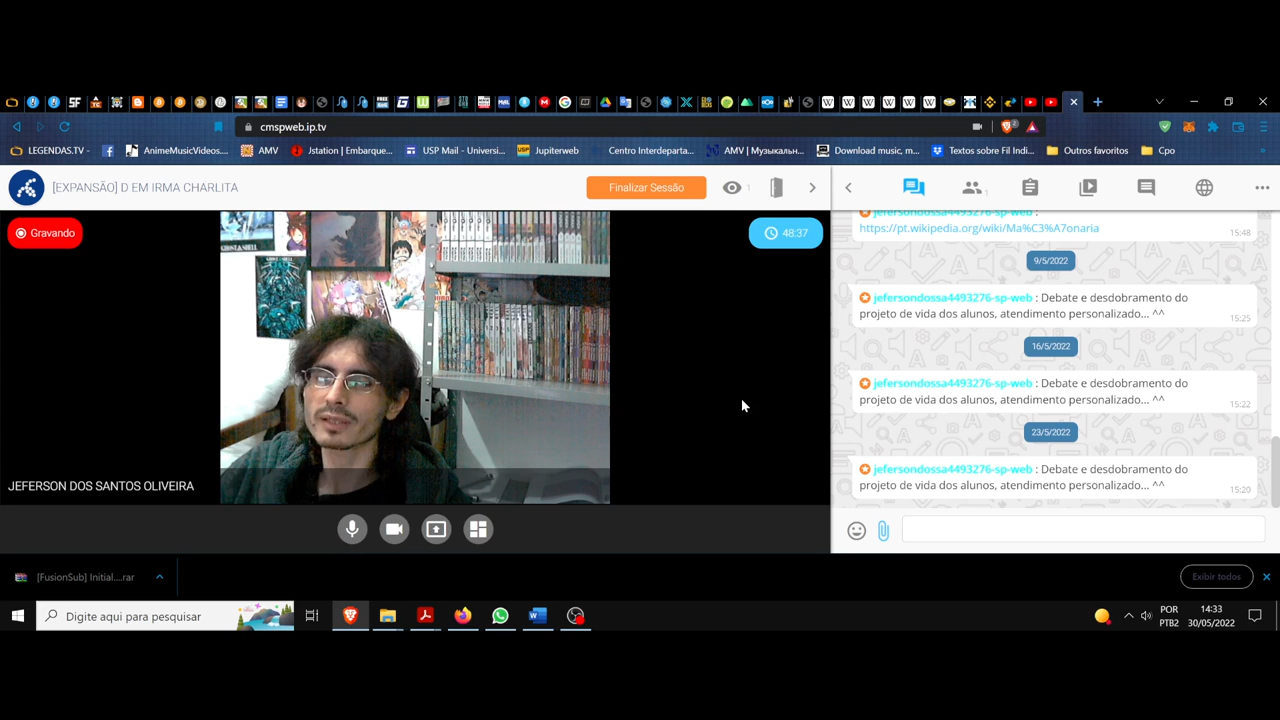 cmspweb.ip.tv
LEGENDAS.TV -
AnimeMusicVideos...
AMV
Jstation | Embarque...
USP Mail - Universi...
Jupiterweb
Centro Interdeparta...
AMV | Музыкальн...
Download music, m...
Textos sobre Fil Indi...
Outros favoritos
Cpo
[EXPANSÃO] D EM IRMA CHARLITA
Finalizar Sessão
1
1
Gravando
48:37
jefersondossa4493276-sp-web :
https://pt.wikipedia.org/wiki/Ma%C3%A7onaria
15:48
9/5/2022
jefersondossa4493276-sp-web : Debate e desdobramento do
projeto de vida dos alunos, atendimento personalizado... ^^
15:25
16/5/2022
jefersondossa4493276-sp-web : Debate e desdobramento do
projeto de vida dos alunos, atendimento personalizado... ^^
15:22
23/5/2022
jefersondossa4493276-sp-web : Debate e desdobramento do
projeto de vida dos alunos, atendimento personalizado... ^^
15:20
JEFERSON DOS SANTOS OLIVEIRA
[FusionSub] Initial....rar
Exibir todos
Digite aqui para pesquisar
POR
PTB2
14:33
30/05/2022